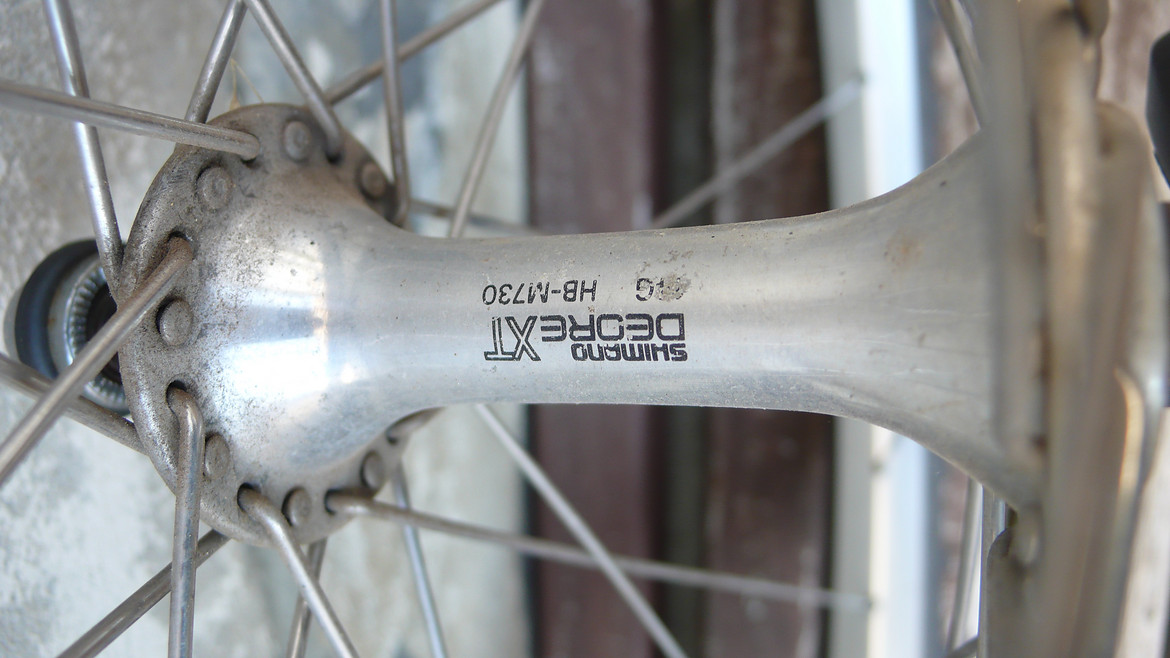 SHIMANO
DEORE XT
HB-M730